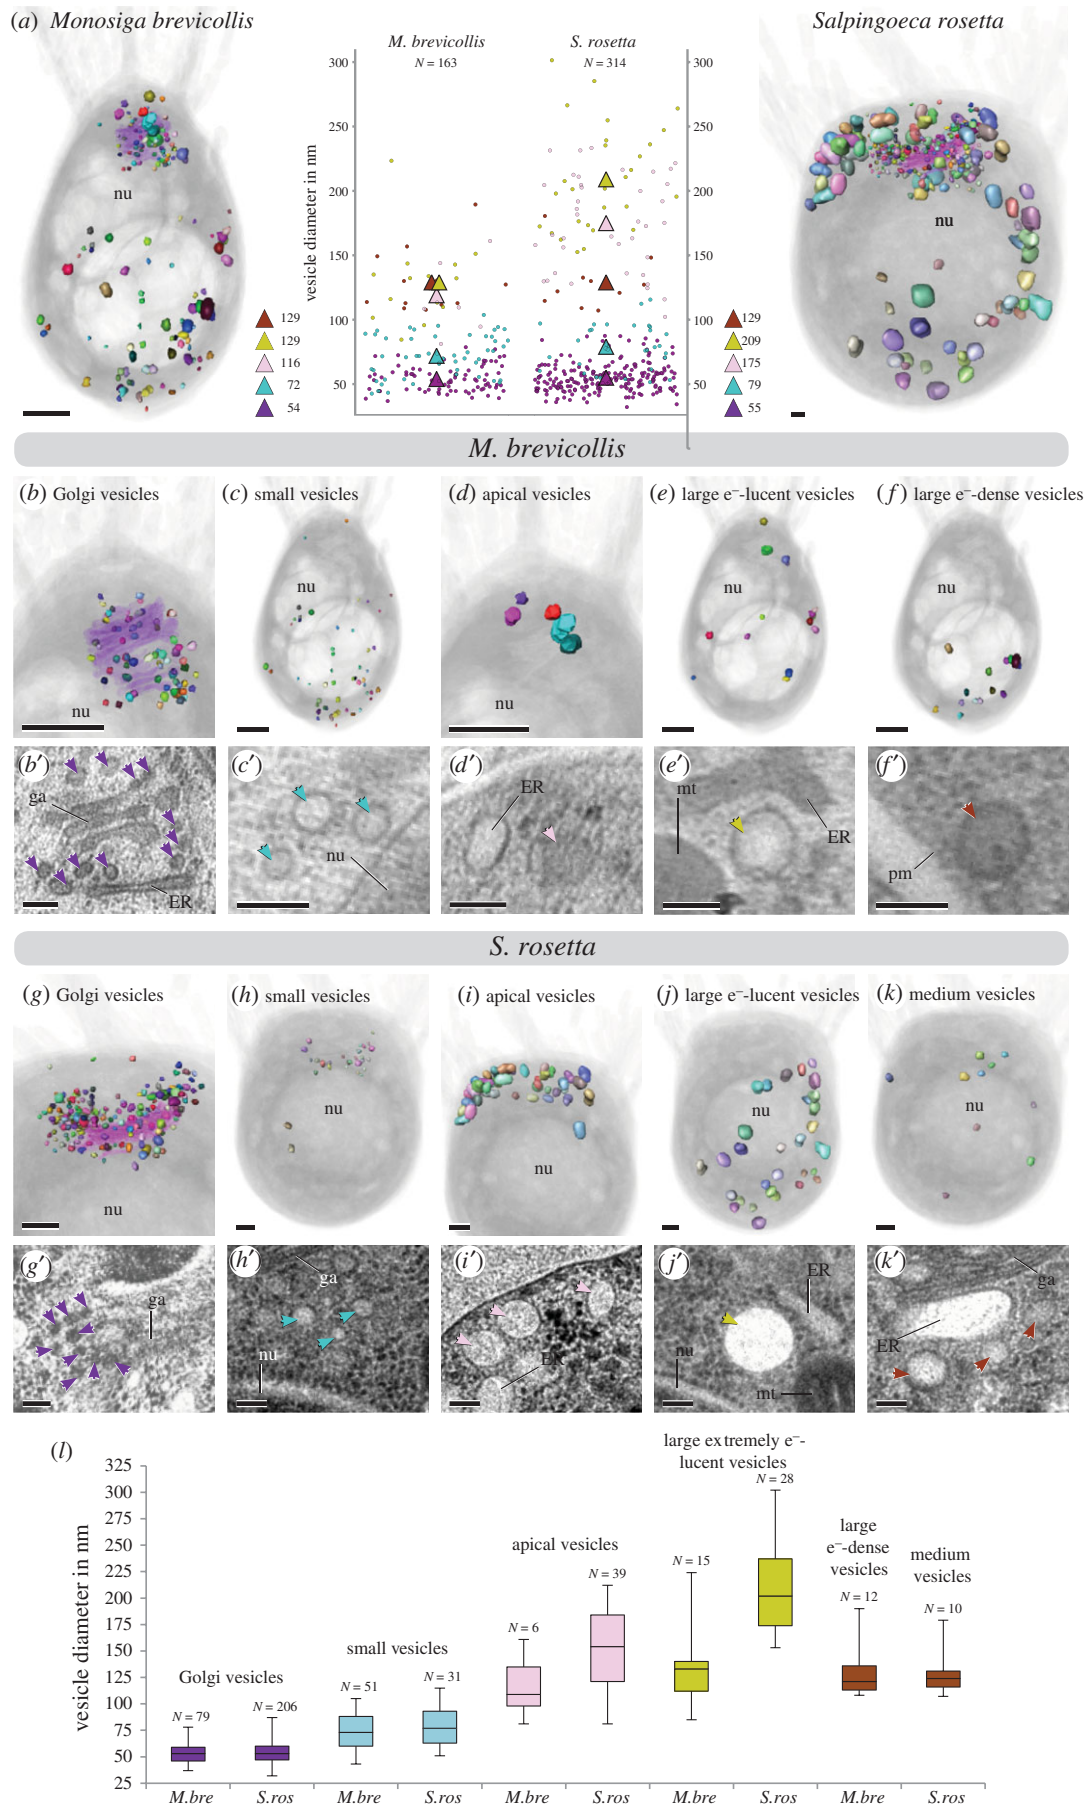 (a) Monosiga brevicollis
Salpingoeca rosetta
M. brevicollis
N = 163
S. rosetta
N = 314
vesicle diameter in nm
300
250
200
150
100
50
300
250
200
150
100
50
nu
nu
129
129
116
72
54
129
209
175
79
55
M. brevicollis
(b) Golgi vesicles
(c) small vesicles
(d) apical vesicles
(e) large e⁻-lucent vesicles
(f) large e⁻-dense vesicles
nu
nu
nu
nu
nu
(b′)
ga
ER
(c′)
nu
(d′)
ER
(e′)
mt
ER
(f′)
pm
S. rosetta
(g) Golgi vesicles
(h) small vesicles
(i) apical vesicles
(j) large e⁻-lucent vesicles
(k) medium vesicles
nu
nu
nu
nu
nu
(g′)
ga
(h′)
ga
nu
(i′)
ER
(j′)
ER
nu
mt
(k′)
ga
ER
(l)
vesicle diameter in nm
325
300
275
250
225
200
175
150
125
100
75
50
25
Golgi vesicles
N = 79
N = 206
small vesicles
N = 51
N = 31
apical vesicles
N = 6
N = 39
large extremely e⁻-
lucent vesicles
N = 15
N = 28
large
e⁻-dense
vesicles
N = 12
medium
vesicles
N = 10
M.bre S.ros M.bre S.ros M.bre S.ros M.bre S.ros M.bre S.ros